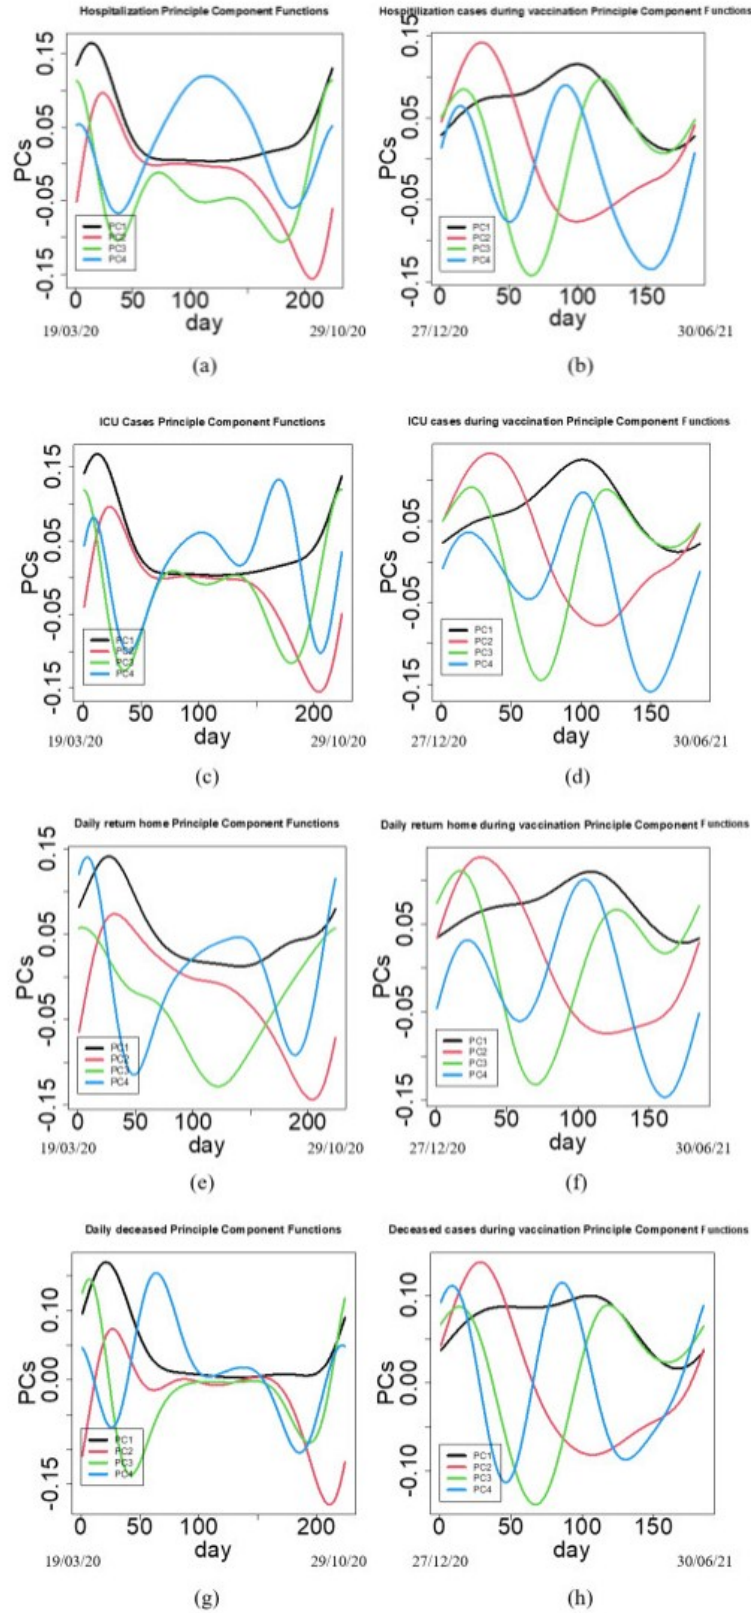 Hospitalization Principle Component Functions
PCs
0.15
0.05
-0.05
-0.15
PC1
PC2
PC3
PC4
0 50 100 200
day
19/03/20 29/10/20
(a)
Hospitilization cases during vaccination Principle Component Functions
PCs
0.15
0.05
-0.05
-0.15
PC1
PC2
PC3
PC4
0 50 100 150
day
27/12/20 30/06/21
(b)
ICU Cases Principle Component Functions
PCs
0.15
0.05
-0.05
-0.15
PC1
PC2
PC3
PC4
0 50 100 200
day
19/03/20 29/10/20
(c)
ICU cases during vaccination Principle Component Functions
PCs
0.05
-0.05
-0.15
PC1
PC2
PC3
PC4
0 50 100 150
day
27/12/20 30/06/21
(d)
Daily return home Principle Component Functions
PCs
0.15
0.05
-0.05
-0.15
PC1
PC2
PC3
PC4
0 50 100 200
day
19/03/20 29/10/20
(e)
Daily return home during vaccination Principle Component Functions
PCs
0.05
-0.05
-0.15
PC1
PC2
PC3
PC4
0 50 100 150
day
27/12/20 30/06/21
(f)
Daily deceased Principle Component Functions
PCs
0.10
0.00
-0.15
PC1
PC2
PC3
PC4
0 50 100 200
day
19/03/20 29/10/20
(g)
Deceased cases during vaccination Principle Component Functions
PCs
0.10
0.00
-0.10
PC1
PC2
PC3
PC4
0 50 100 150
day
27/12/20 30/06/21
(h)